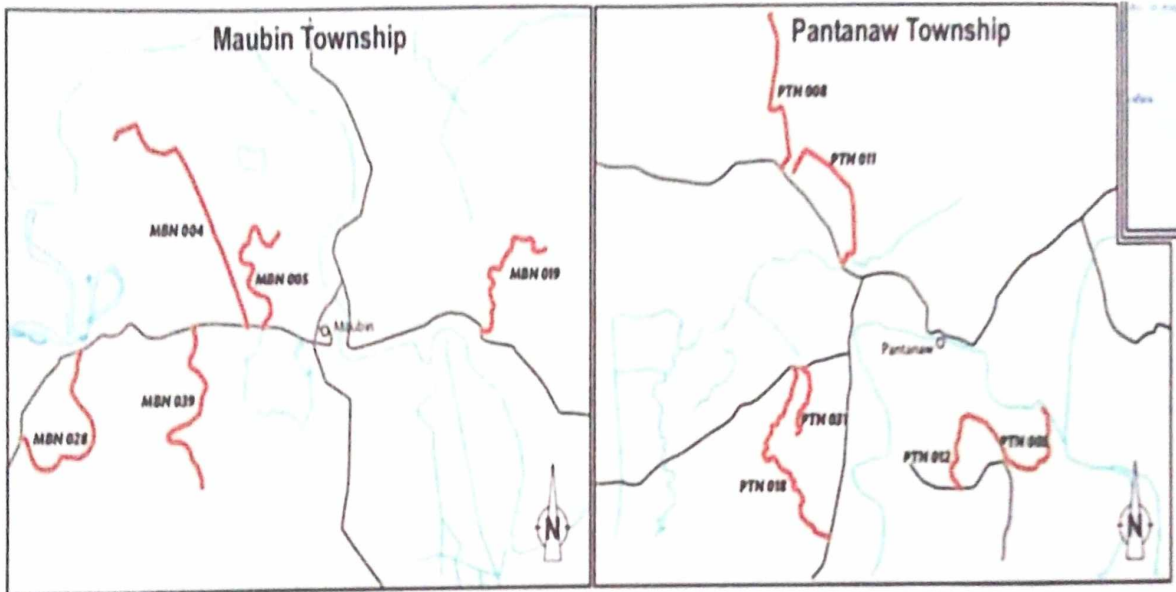 Maubin Township
MBN 004
MBN 005
MBN 019
Maubin
MBN 039
MBN 028
N
Pantanaw Township
PTN 008
PTN 011
Pantanaw
PTN 031
PTN 012
PTN 018
N